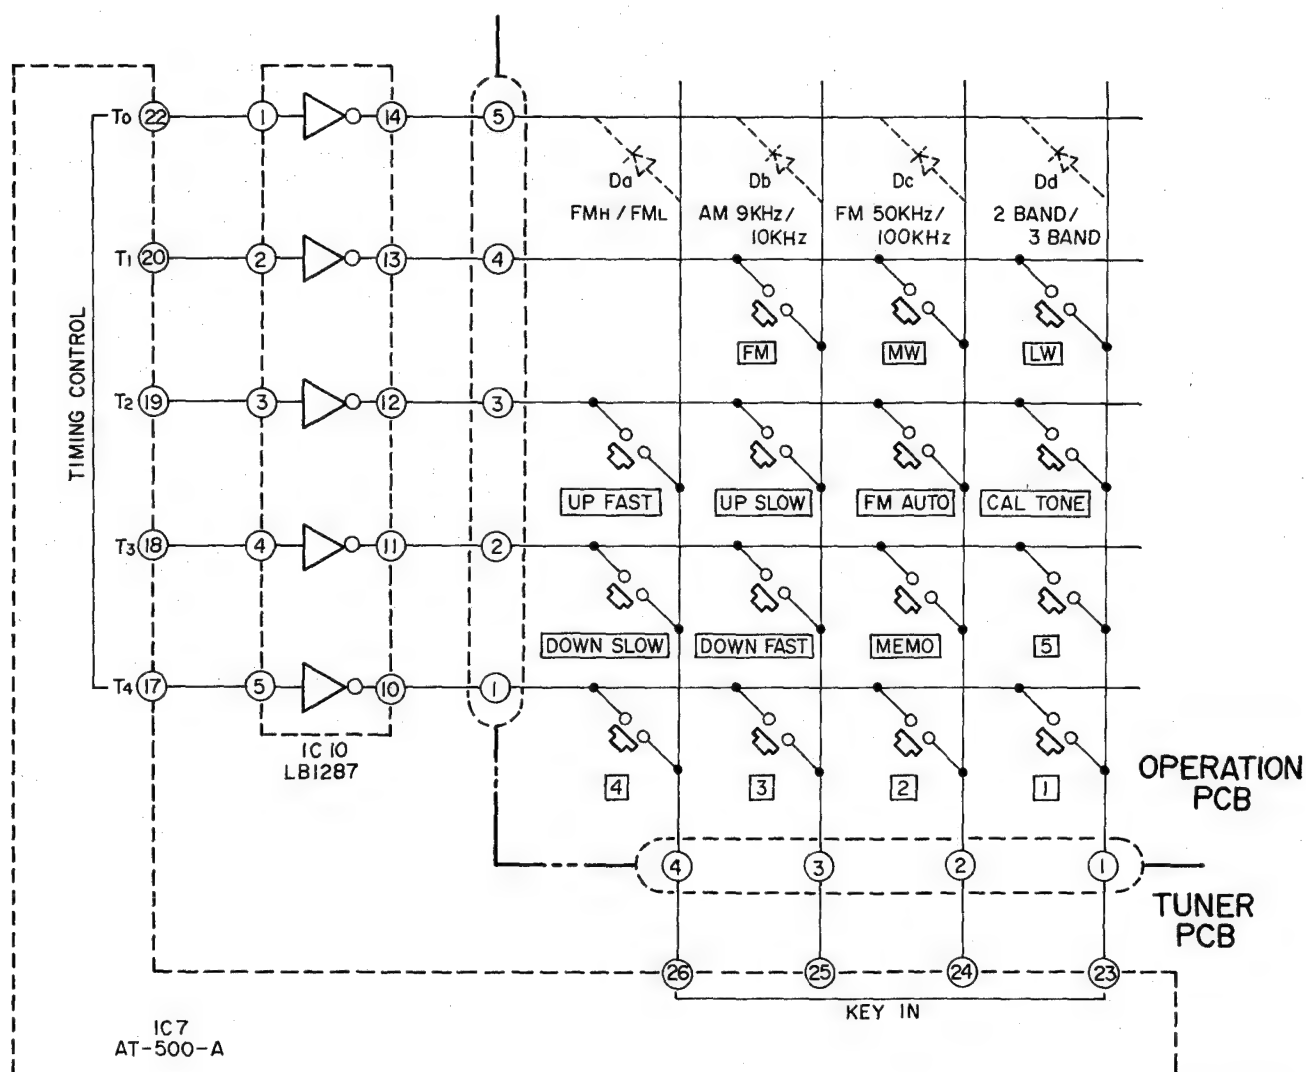 5
T0 22 1 14
Da Db Dc Dd
FMH / FML AM 9KHz/ FM 50KHz/ 2 BAND/
10KHz 100KHz 3 BAND
T1 20 2 13 4
FM MW LW
TIMING CONTROL
T2 19 3 12 3
UP FAST UP SLOW FM AUTO CAL TONE
T3 18 4 11 2
DOWN SLOW DOWN FAST MEMO 5
T4 17 5 10 1
IC 10
LB1287
4 3 2 1
OPERATION
PCB
4 3 2 1
TUNER
PCB
26 25 24 23
KEY IN
IC7
AT-500-A